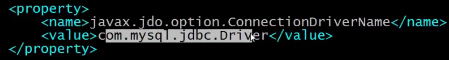 <property>
<name>javax.jdo.option.ConnectionDriverName</name>
<value>com.mysql.jdbc.Driver</value>
</property>